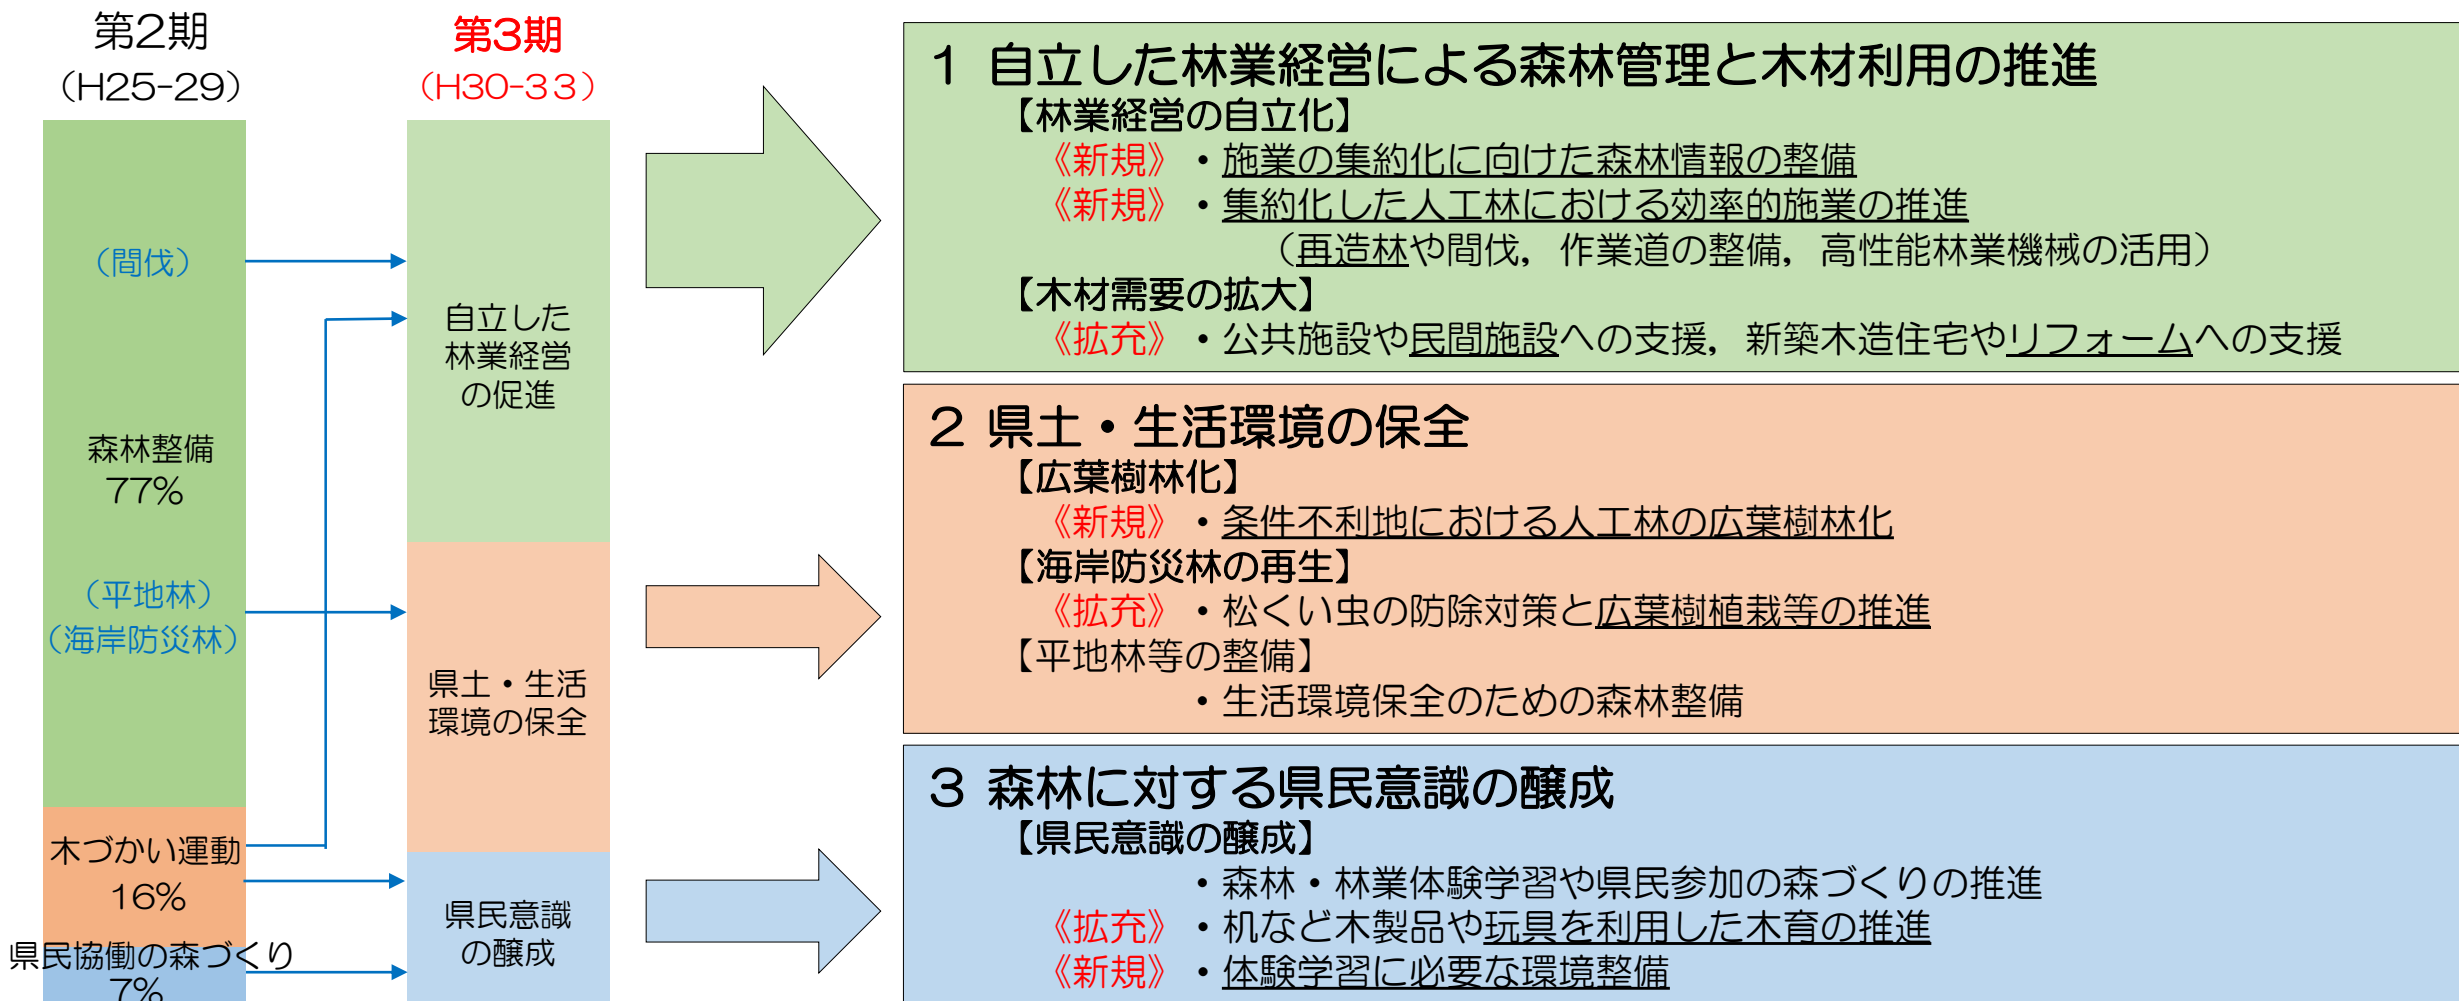 第2期
（H25-29）
（間伐）
森林整備
77%
（平地林）
（海岸防災林）
木づかい運動
16%
県民協働の森づくり
7%
第3期
（H30-33）
自立した
林業経営
の促進
県土・生活
環境の保全
県民意識
の醸成
1 自立した林業経営による森林管理と木材利用の推進
【林業経営の自立化】
《新規》・施業の集約化に向けた森林情報の整備
《新規》・集約化した人工林における効率的施業の推進
（再造林や間伐，作業道の整備，高性能林業機械の活用）
【木材需要の拡大】
《拡充》・公共施設や民間施設への支援，新築木造住宅やリフォームへの支援
2 県土・生活環境の保全
【広葉樹林化】
《新規》・条件不利地における人工林の広葉樹林化
【海岸防災林の再生】
《拡充》・松くい虫の防除対策と広葉樹植栽等の推進
【平地林等の整備】
・生活環境保全のための森林整備
3 森林に対する県民意識の醸成
【県民意識の醸成】
・森林・林業体験学習や県民参加の森づくりの推進
《拡充》・机など木製品や玩具を利用した木育の推進
《新規》・体験学習に必要な環境整備